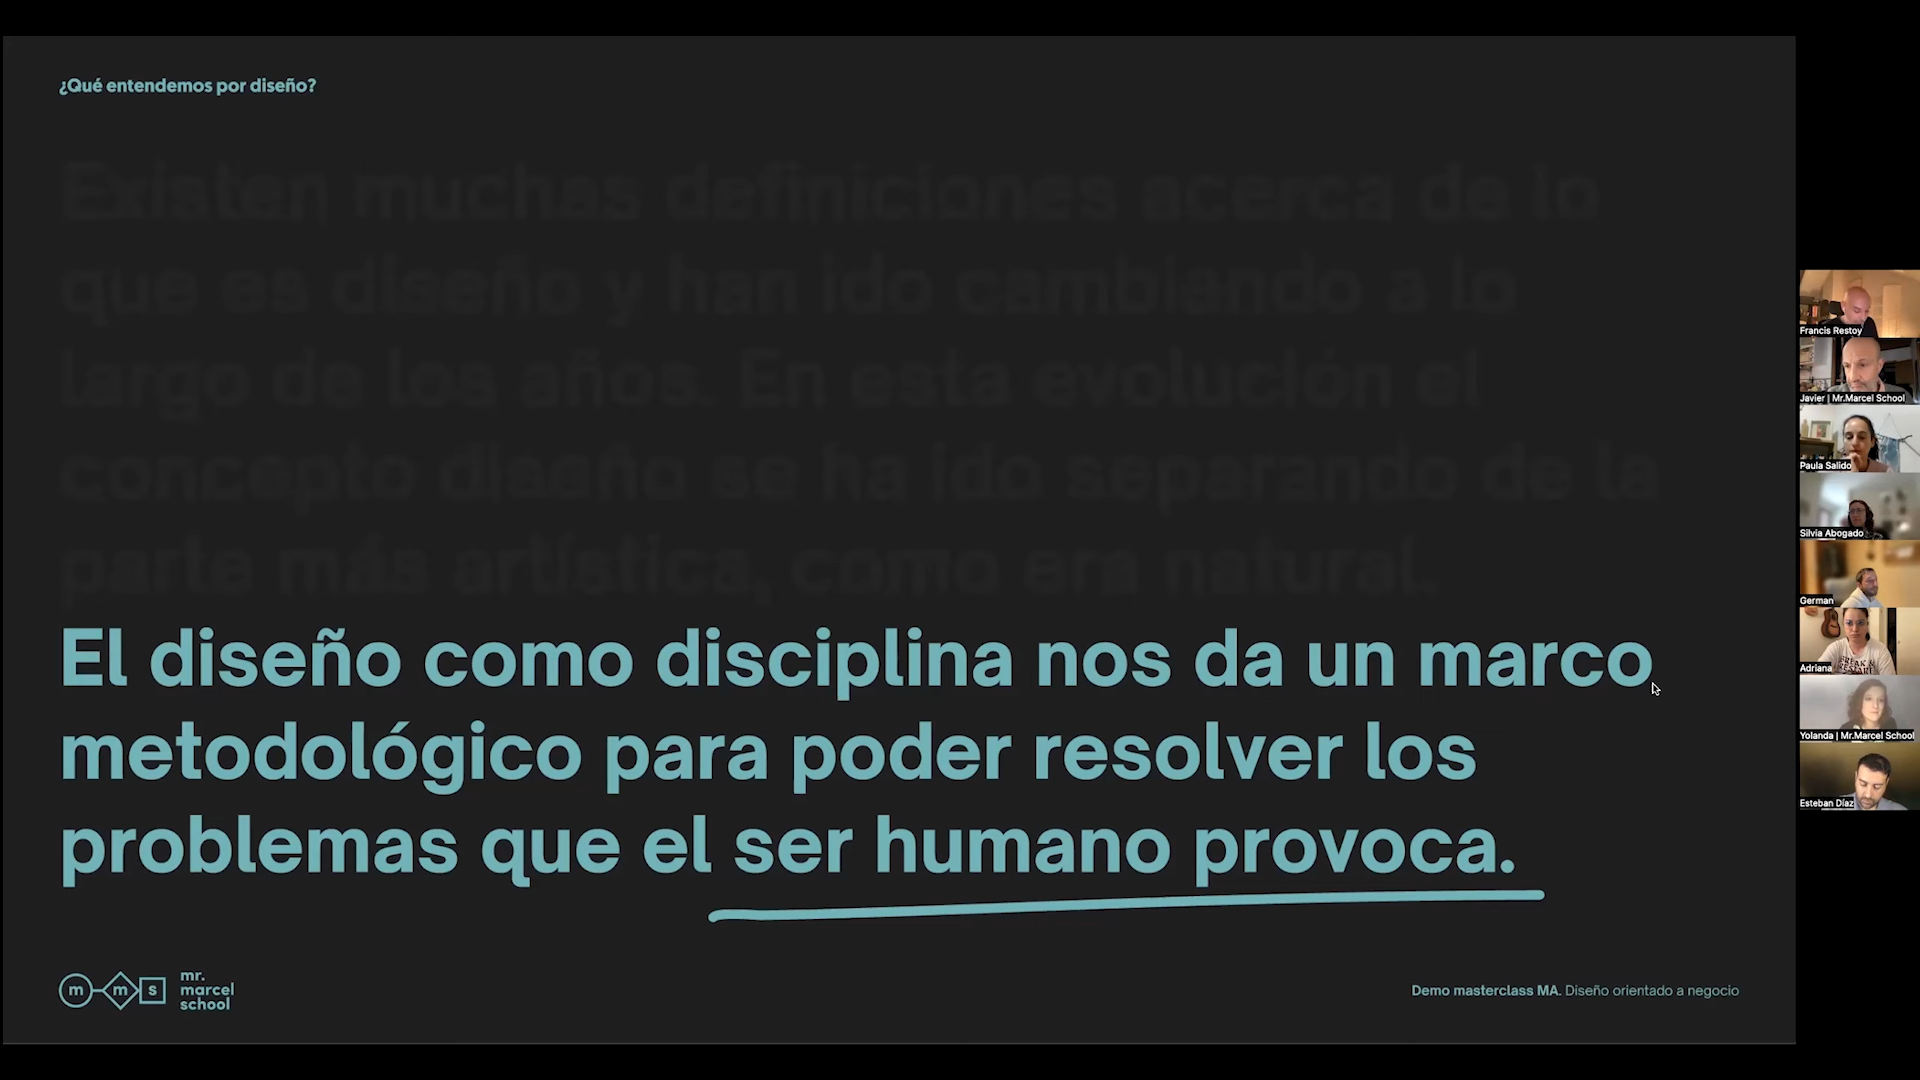 ¿Qué entendemos por diseño?
Existen muchas definiciones acerca de lo
que es diseño y han ido cambiando a lo
largo de los años. En esta evolución el
concepto diseño se ha ido separando de la
parte más artística, como era natural.
El diseño como disciplina nos da un marco
metodológico para poder resolver los
problemas que el ser humano provoca.
m m s
mr.
marcel
school
Demo masterclass MA. Diseño orientado a negocio
Francis Restoy
Javier | Mr.Marcel School
Paula Salido
Silvia Abogado
German
Adriana
Yolanda | Mr.Marcel School
Esteban Díaz